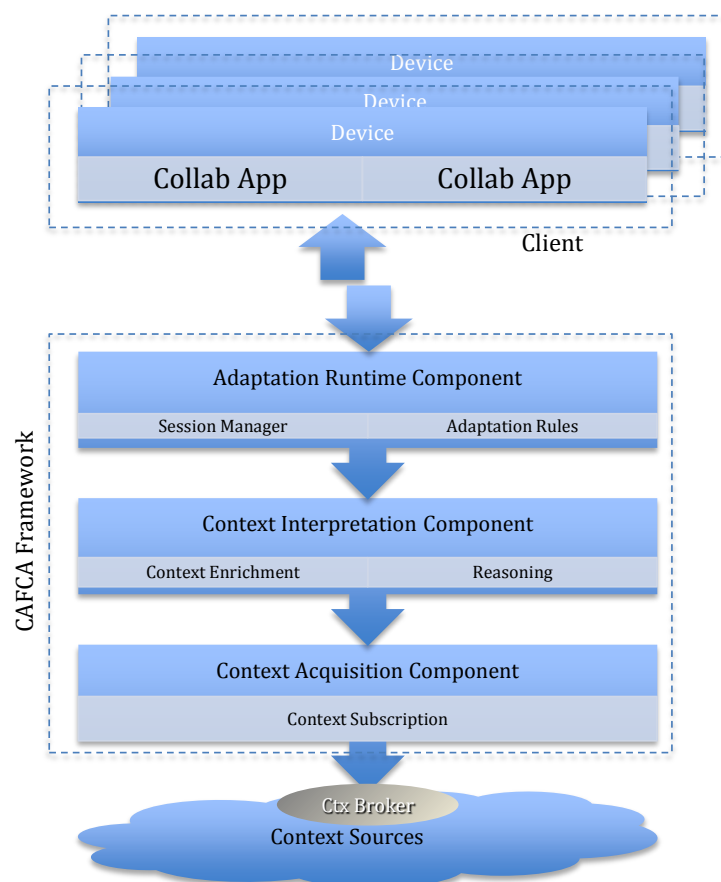 Device
Device
Device
Collab App Collab App
Client
CAFCA Framework
Adaptation Runtime Component
Session Manager Adaptation Rules
Context Interpretation Component
Context Enrichment Reasoning
Context Acquisition Component
Context Subscription
Ctx Broker
Context Sources